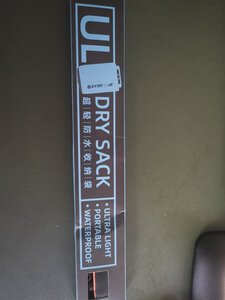 UL
DRY SACK
超|轻|防|水|收|纳|袋
• ULTRA LIGHT
• PORTABLE
• WATERPROOF